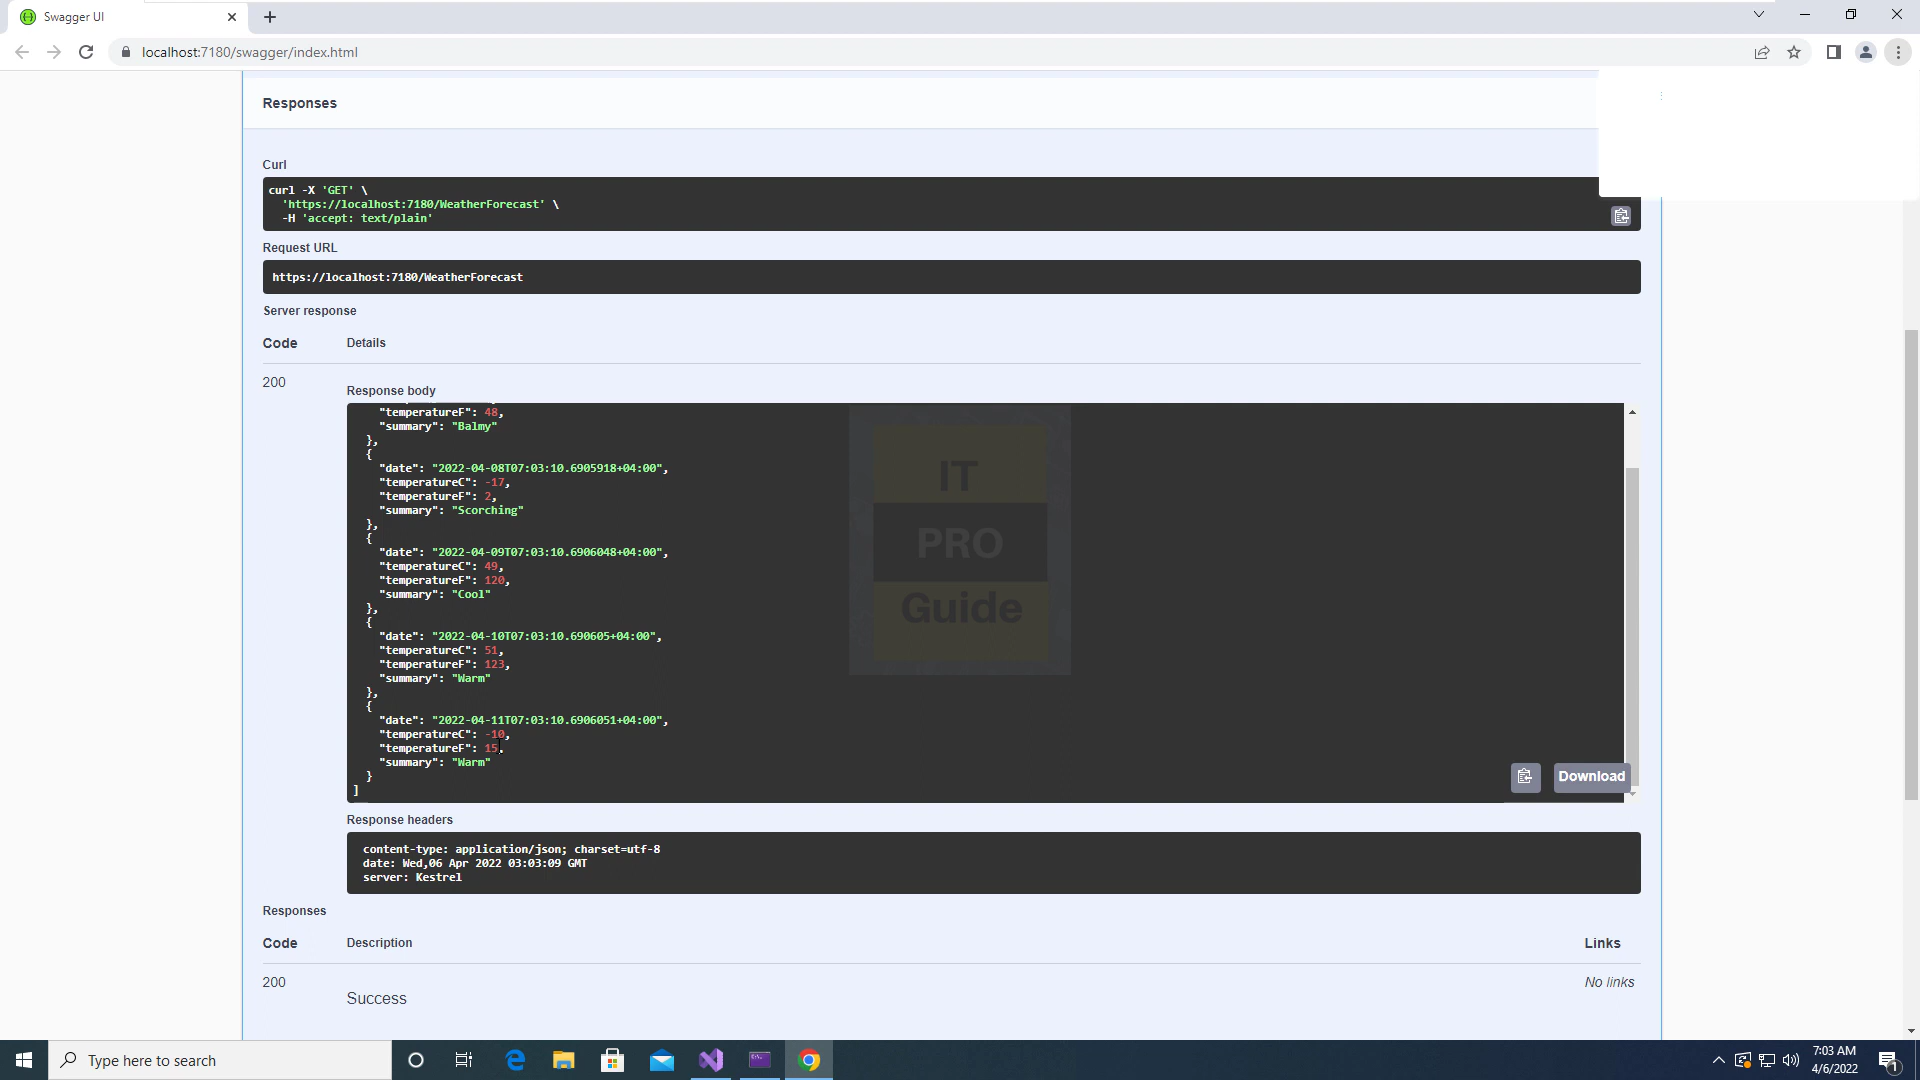 Swagger UI
localhost:7180/swagger/index.html
Responses
Curl
curl -X 'GET' \
'https://localhost:7180/WeatherForecast' \
-H 'accept: text/plain'
Request URL
https://localhost:7180/WeatherForecast
Server response
Code Details
200
Response body
"temperatureF": 48,
"summary": "Balmy"
},
{
"date": "2022-04-08T07:03:10.6905918+04:00",
"temperatureC": -17,
"temperatureF": 2,
"summary": "Scorching"
},
{
"date": "2022-04-09T07:03:10.6906048+04:00",
"temperatureC": 49,
"temperatureF": 120,
"summary": "Cool"
},
{
"date": "2022-04-10T07:03:10.690605+04:00",
"temperatureC": 51,
"temperatureF": 123,
"summary": "Warm"
},
{
"date": "2022-04-11T07:03:10.6906051+04:00",
"temperatureC": -10,
"temperatureF": 15,
"summary": "Warm"
}
]
IT
PRO
Guide
Download
Response headers
content-type: application/json; charset=utf-8
date: Wed,06 Apr 2022 03:03:09 GMT
server: Kestrel
Responses
Code Description Links
200 No links
Success
Type here to search
7:03 AM
4/6/2022
1